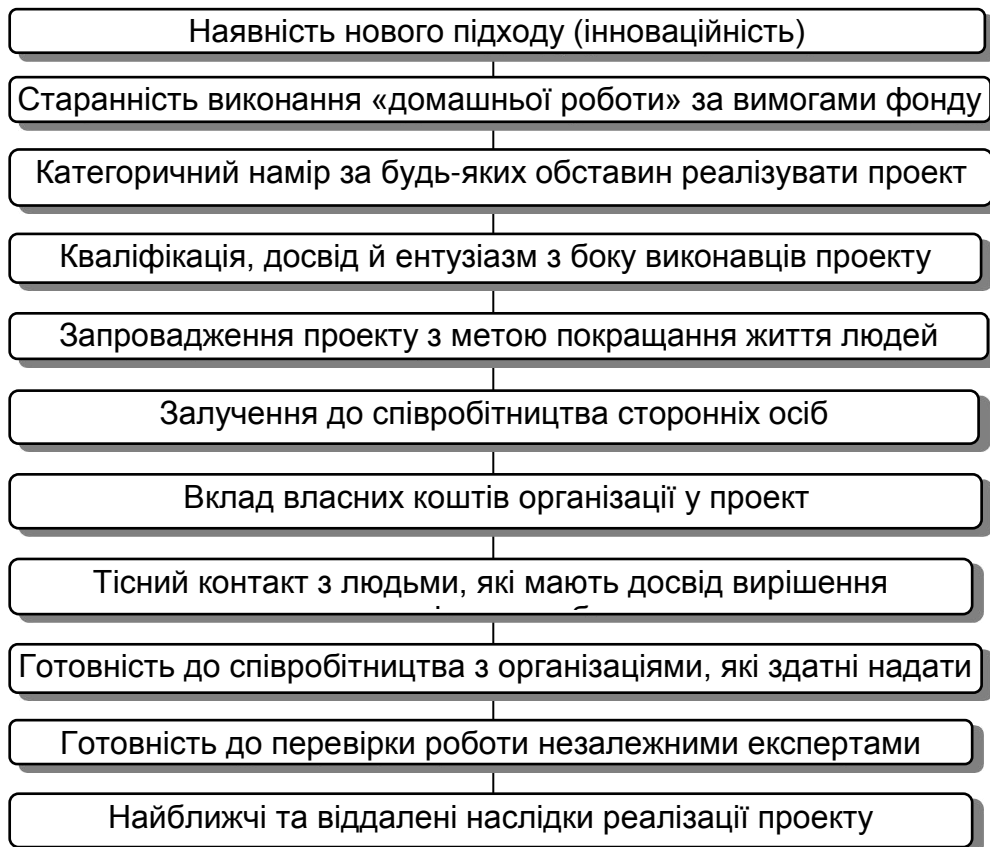 Наявність нового підходу (інноваційність)
Старанність виконання «домашньої роботи» за вимогами фонду
Категоричний намір за будь-яких обставин реалізувати проект
Кваліфікація, досвід й ентузіазм з боку виконавців проекту
Запровадження проекту з метою покращання життя людей
Залучення до співробітництва сторонніх осіб
Вклад власних коштів організації у проект
Тісний контакт з людьми, які мають досвід вирішення
Готовність до співробітництва з організаціями, які здатні надати
Готовність до перевірки роботи незалежними експертами
Найближчі та віддалені наслідки реалізації проекту